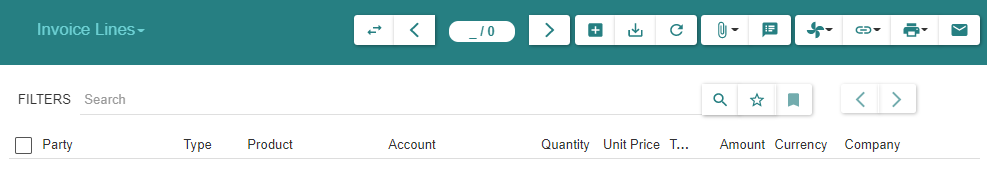 Invoice Lines
_ / 0
FILTERS Search
Party Type Product Account Quantity Unit Price T... Amount Currency Company